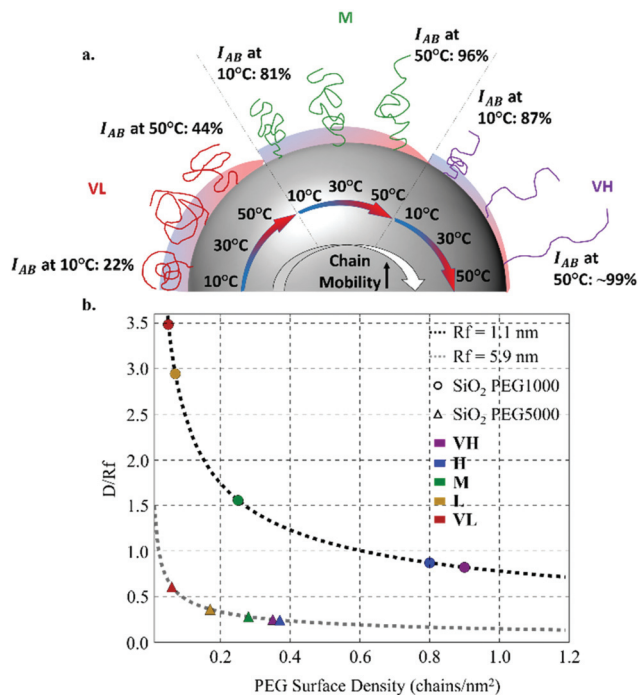 a.
M
I_AB at
10°C: 81%
I_AB at
50°C: 96%
I_AB at
10°C: 87%
I_AB at 50°C: 44%
VL
VH
I_AB at 10°C: 22%
I_AB at
50°C: ~99%
10°C
30°C
50°C
10°C
30°C
50°C
10°C
30°C
50°C
Chain
Mobility
b.
Rf = 1.1 nm
Rf = 5.9 nm
SiO₂ PEG1000
SiO₂ PEG5000
VH
H
M
L
VL
D/Rf
3.5
3.0
2.5
2.0
1.5
1.0
0.5
0.0
0.2 0.4 0.6 0.8 1.0 1.2
PEG Surface Density (chains/nm²)